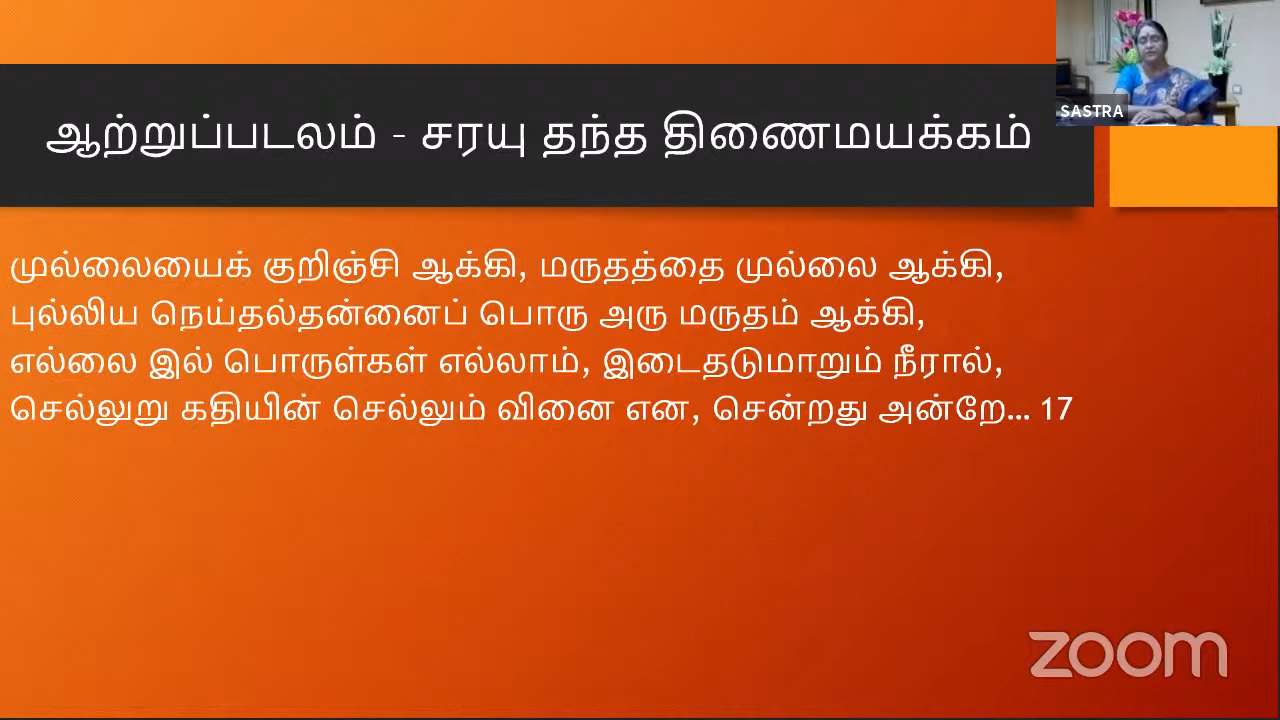 ஆற்றுப்படலம் - சரயு தந்த திணைமயக்கம்
SASTRA
முல்லையைக் குறிஞ்சி ஆக்கி, மருதத்தை முல்லை ஆக்கி,
புல்லிய நெய்தல்தன்னைப் பொரு அரு மருதம் ஆக்கி,
எல்லை இல் பொருள்கள் எல்லாம், இடைதடுமாறும் நீரால்,
செல்லுறு கதியின் செல்லும் வினை என, சென்றது அன்றே... 17
zoom